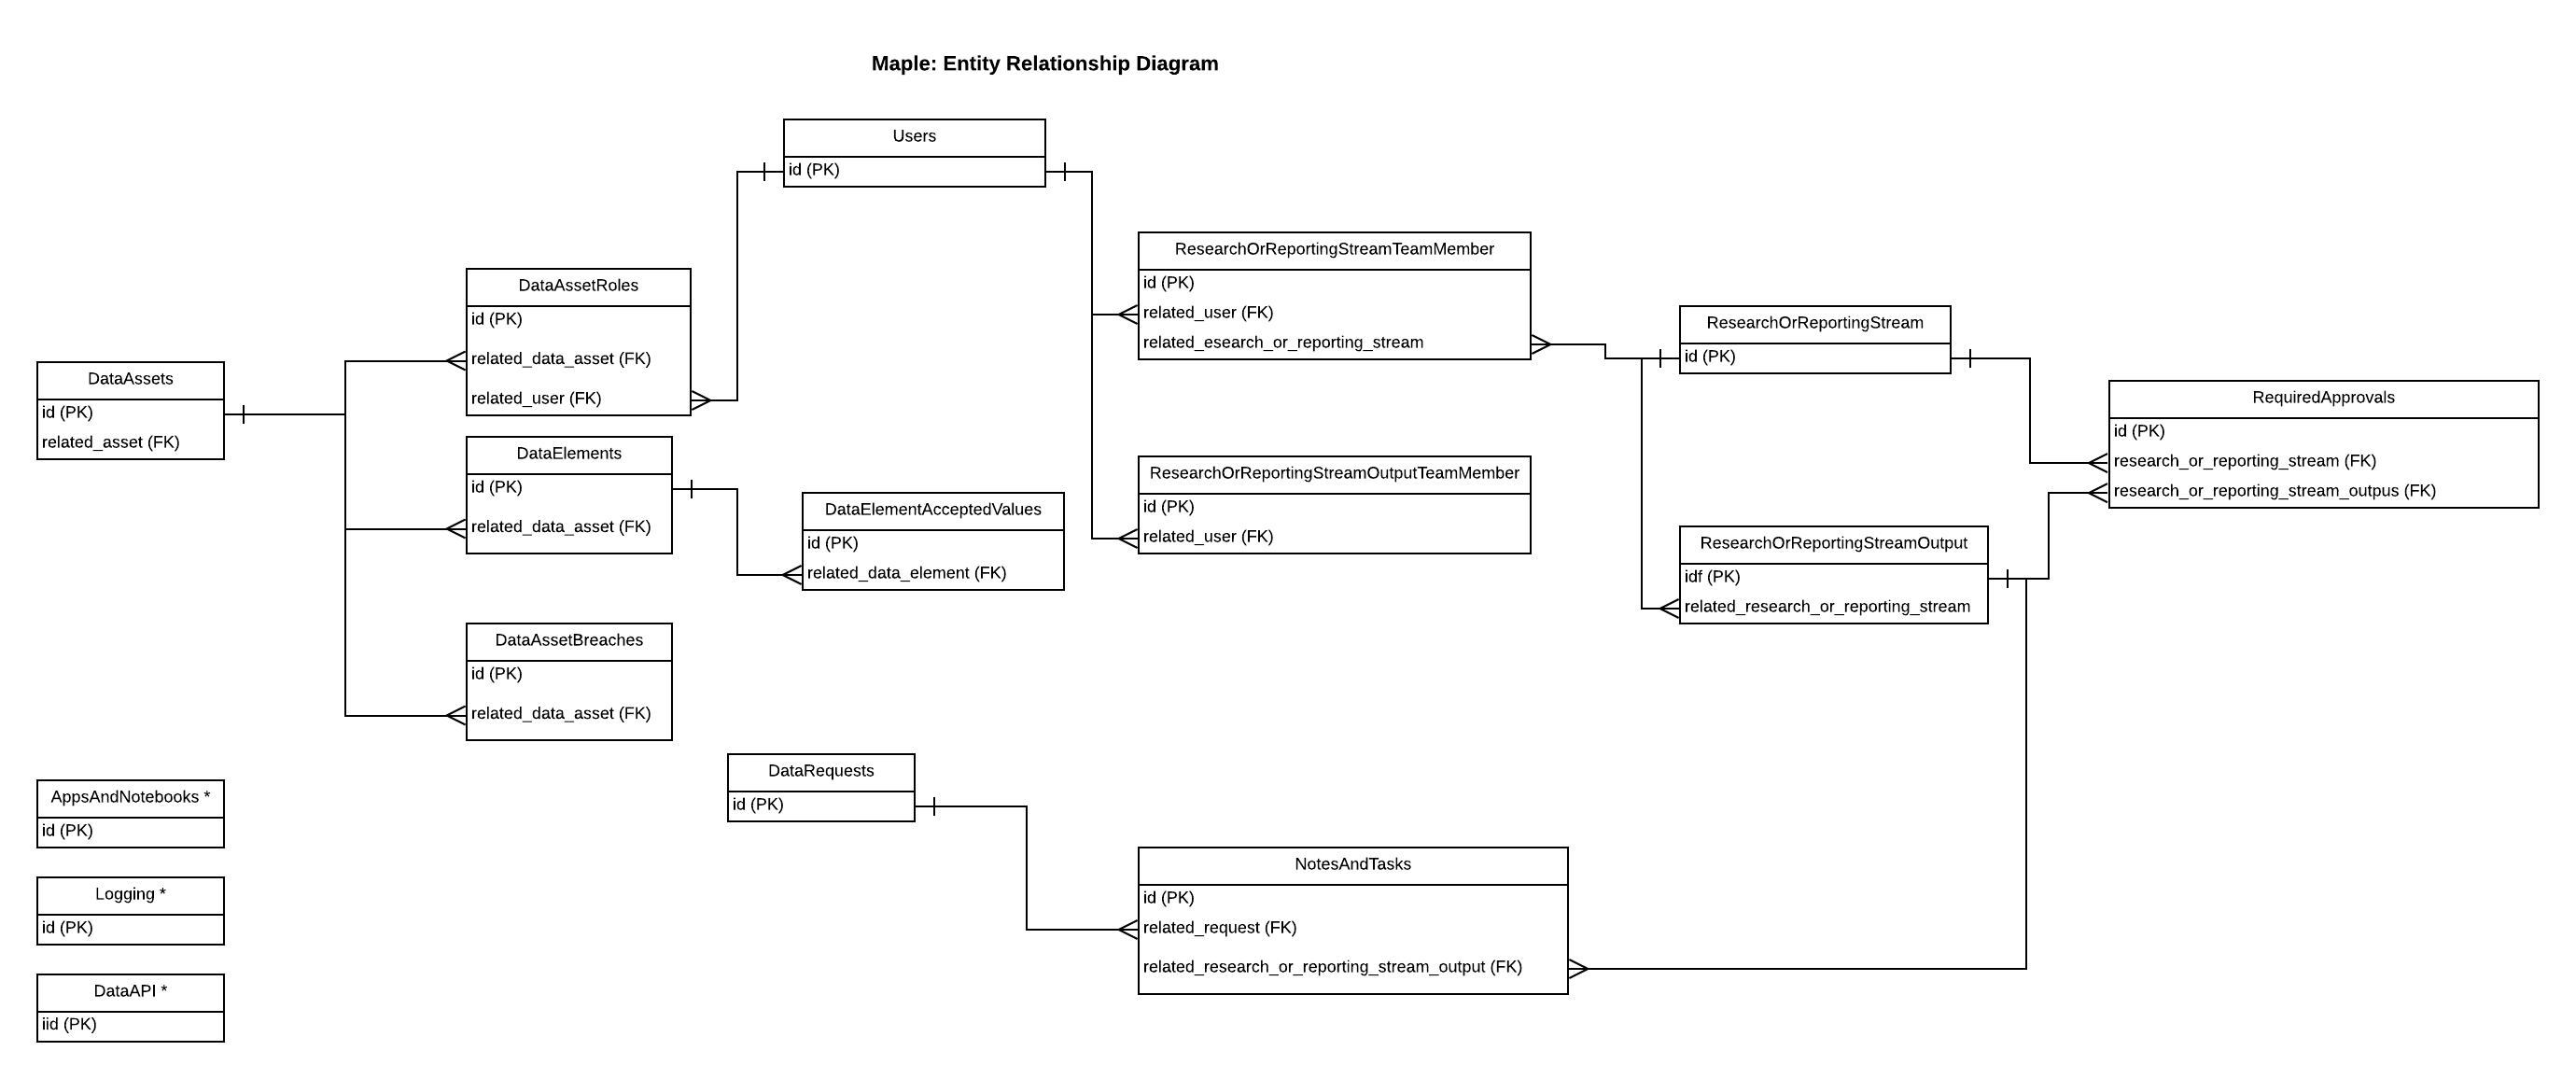 Maple: Entity Relationship Diagram
Users
id (PK)
ResearchOrReportingStreamTeamMember
id (PK)
related_user (FK)
related_esearch_or_reporting_stream
DataAssetRoles
id (PK)
related_data_asset (FK)
related_user (FK)
ResearchOrReportingStream
id (PK)
DataAssets
id (PK)
related_asset (FK)
RequiredApprovals
id (PK)
research_or_reporting_stream (FK)
research_or_reporting_stream_outpus (FK)
DataElements
id (PK)
related_data_asset (FK)
ResearchOrReportingStreamOutputTeamMember
id (PK)
related_user (FK)
DataElementAcceptedValues
id (PK)
related_data_element (FK)
ResearchOrReportingStreamOutput
idf (PK)
related_research_or_reporting_stream
DataAssetBreaches
id (PK)
related_data_asset (FK)
DataRequests
id (PK)
AppsAndNotebooks *
id (PK)
NotesAndTasks
id (PK)
related_request (FK)
related_research_or_reporting_stream_output (FK)
Logging *
id (PK)
DataAPI *
iid (PK)